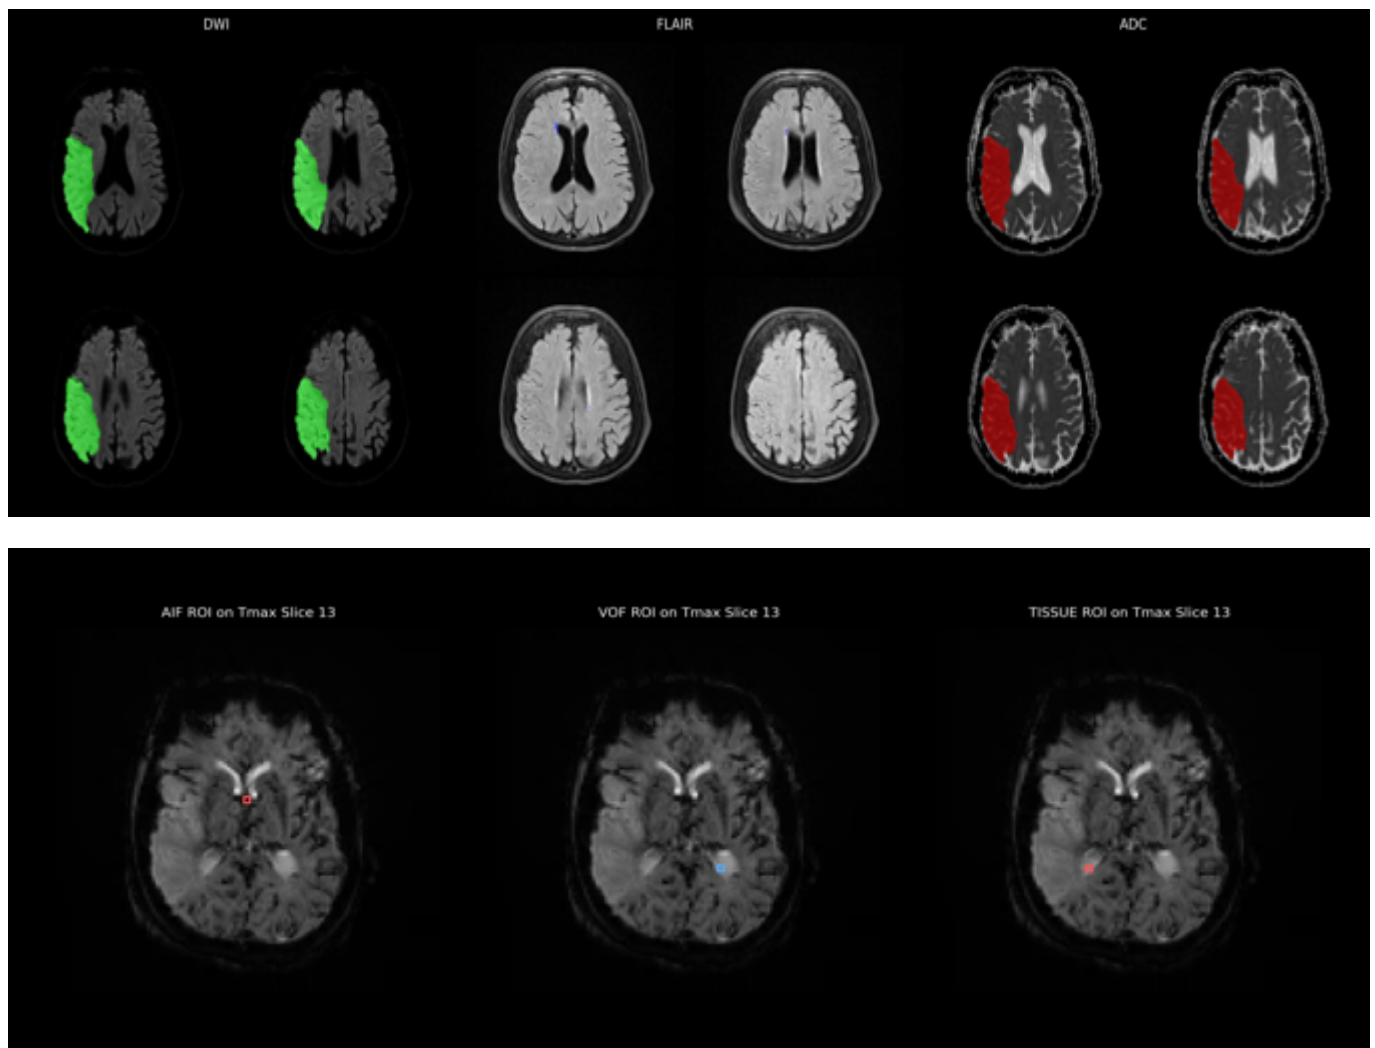 DWI
FLAIR
ADC
AIF ROI on Tmax Slice 13
VOF ROI on Tmax Slice 13
TISSUE ROI on Tmax Slice 13